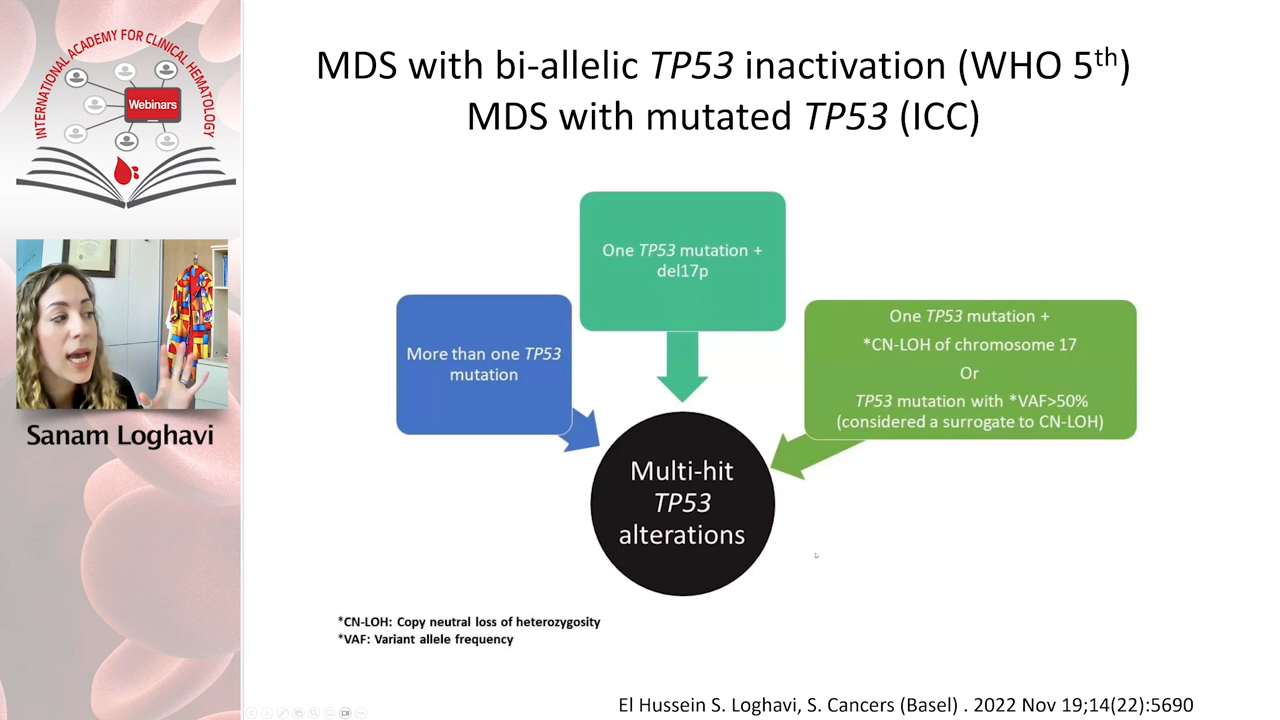 INTERNATIONAL ACADEMY FOR CLINICAL HEMATOLOGY
Webinars
Sanam Loghavi
MDS with bi-allelic TP53 inactivation (WHO 5th)
MDS with mutated TP53 (ICC)
One TP53 mutation +
del17p
More than one TP53
mutation
One TP53 mutation +
*CN-LOH of chromosome 17
Or
TP53 mutation with *VAF>50%
(considered a surrogate to CN-LOH)
Multi-hit
TP53
alterations
*CN-LOH: Copy neutral loss of heterozygosity
*VAF: Variant allele frequency
El Hussein S. Loghavi, S. Cancers (Basel) . 2022 Nov 19;14(22):5690